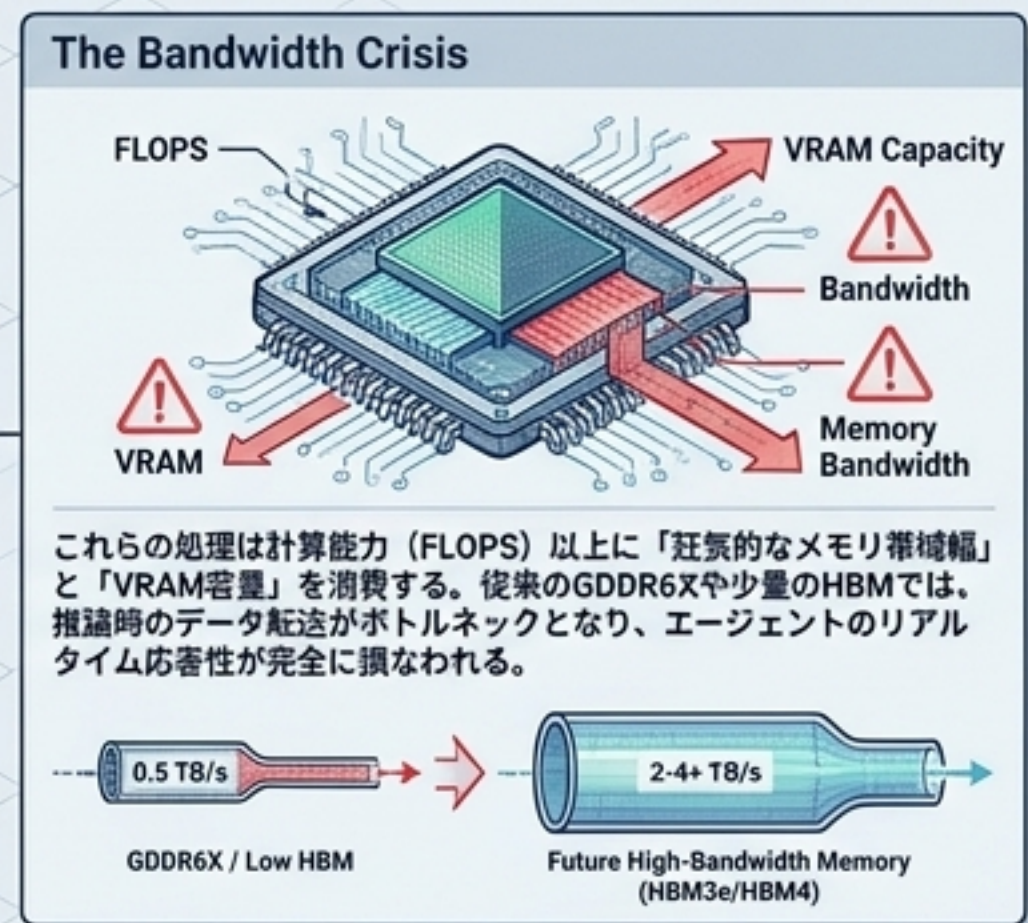 The Bandwidth Crisis
FLOPS
VRAM Capacity
Bandwidth
VRAM
Memory
Bandwidth
これらの処理は計算能力（FLOPS）以上に「狂気的なメモリ帯域幅」
と「VRAM容量」を消費する。従来のGDDR6Xや少量のHBMでは。
推論時のデータ転送がボトルネックとなり、エージェントのリアル
タイム応答性が完全に損なわれる。
0.5 TB/s
2-4+ TB/s
GDDR6X / Low HBM
Future High-Bandwidth Memory
(HBM3e/HBM4)